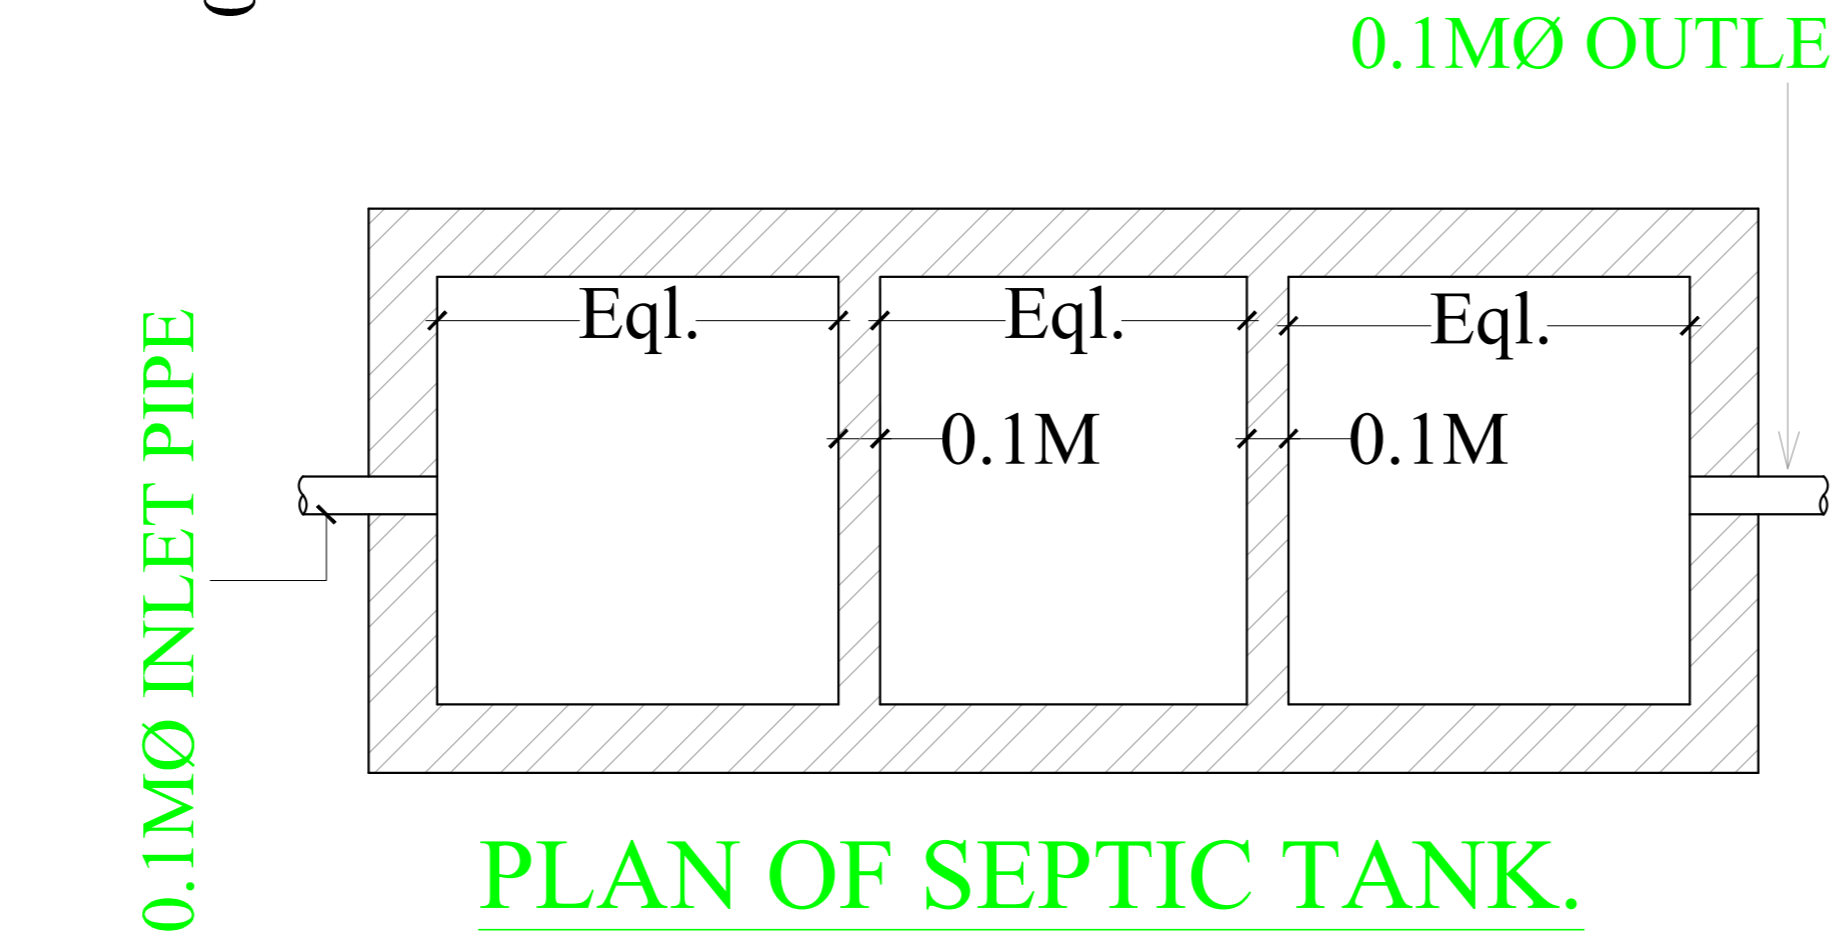 0.1MØ OUTLE
Eql.
Eql.
Eql.
0.1M
0.1M
0.1MØ INLET PIPE
PLAN OF SEPTIC TANK.